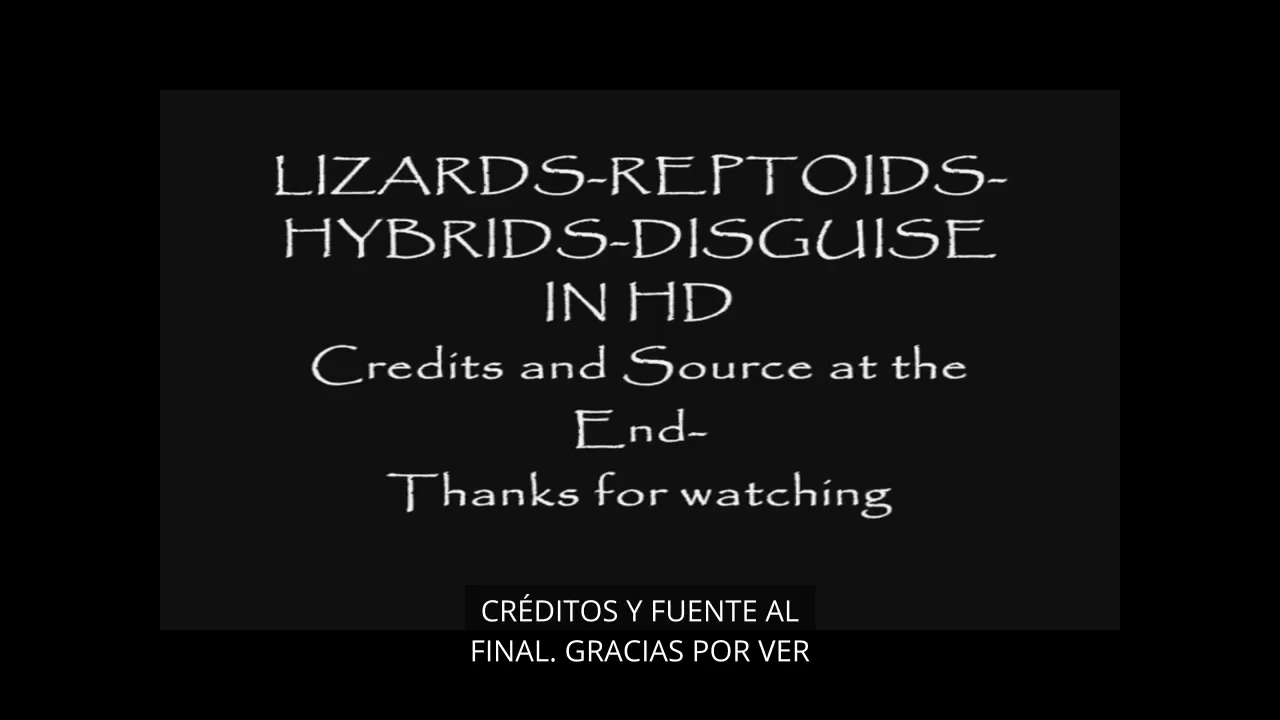 LIZARDS-REPTOIDS-
HYBRIDS-DISGUISE
IN HD
Credits and Source at the
End-
Thanks for watching
CRÉDITOS Y FUENTE AL
FINAL. GRACIAS POR VER